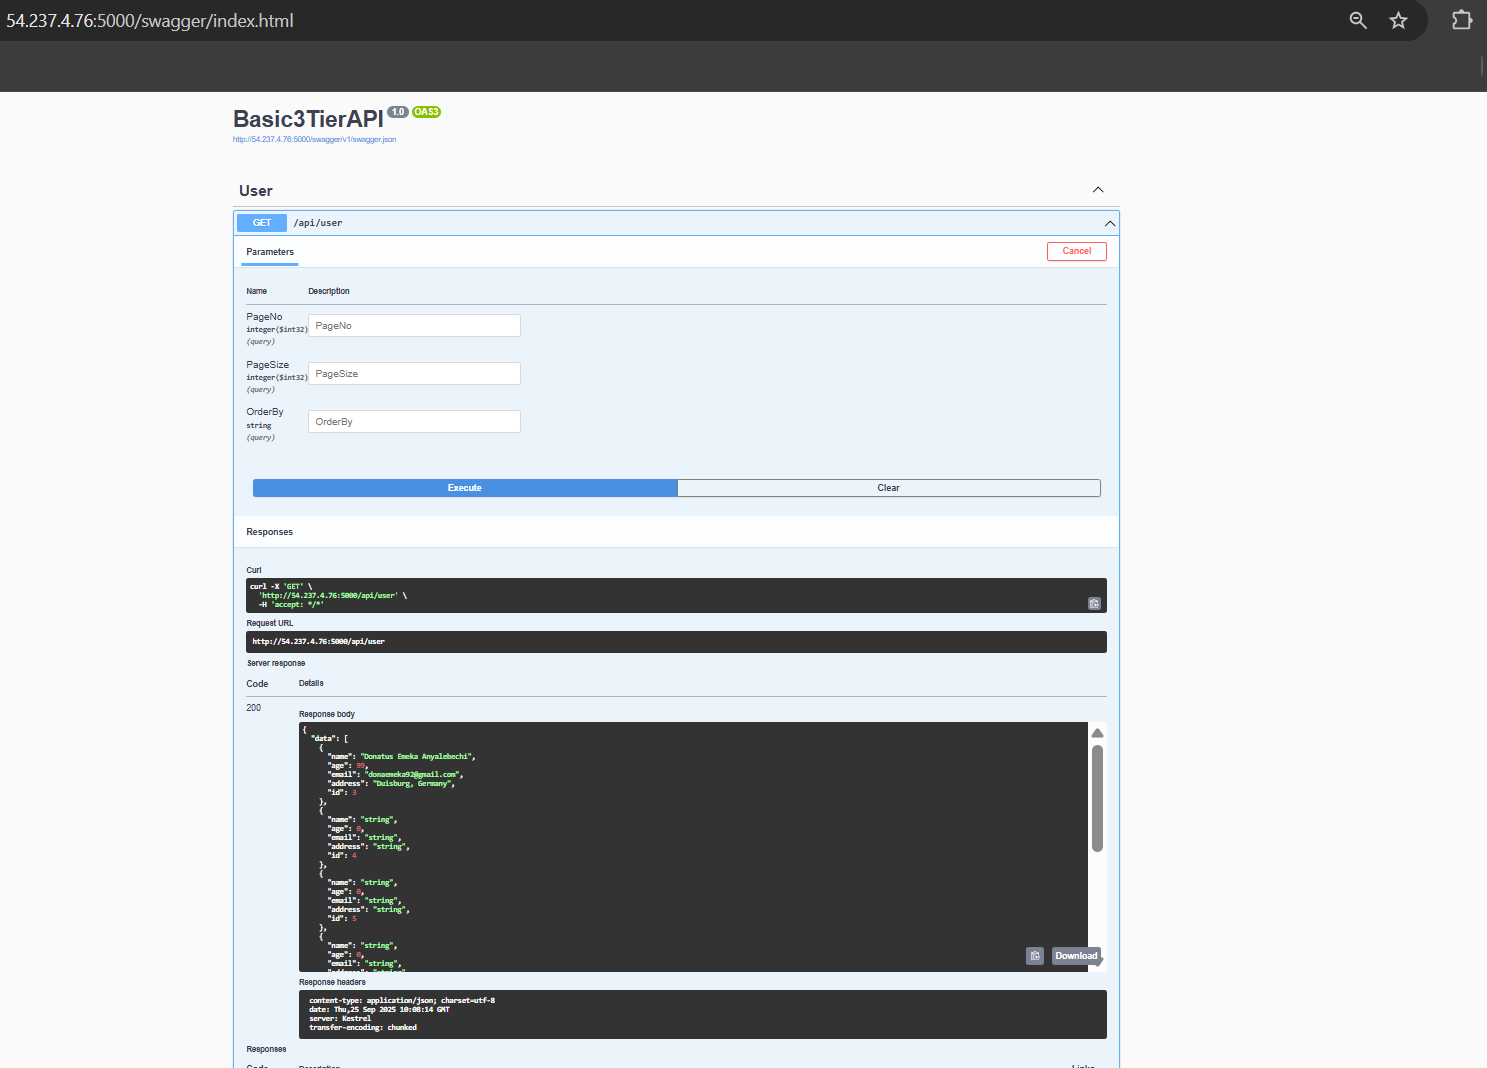 54.237.4.76:5000/swagger/index.html
Basic3TierAPI 1.0 OAS3
http://54.237.4.76:5000/swagger/v1/swagger.json
User
GET /api/user
Parameters
Cancel
Name Description
PageNo
integer($int32)
(query)
PageNo
PageSize
integer($int32)
(query)
PageSize
OrderBy
string
(query)
OrderBy
Execute Clear
Responses
Curl
curl -X 'GET' \
'http://54.237.4.76:5000/api/user' \
-H 'accept: */*'
Request URL
http://54.237.4.76:5000/api/user
Server response
Code Details
200
Response body
{
"data": [
{
"name": "Donatus Emeka Anyalebechi",
"age": 99,
"email": "donaemeka92@gmail.com",
"address": "Duisburg, Germany",
"id": 3
},
{
"name": "string",
"age": 0,
"email": "string",
"address": "string",
"id": 4
},
{
"name": "string",
"age": 0,
"email": "string",
"address": "string",
"id": 5
},
{
"name": "string",
"age": 0,
"email": "string",
"address": "string",
Download
Response headers
content-type: application/json; charset=utf-8
date: Thu,25 Sep 2025 10:08:14 GMT
server: Kestrel
transfer-encoding: chunked
Responses
Code Description Links